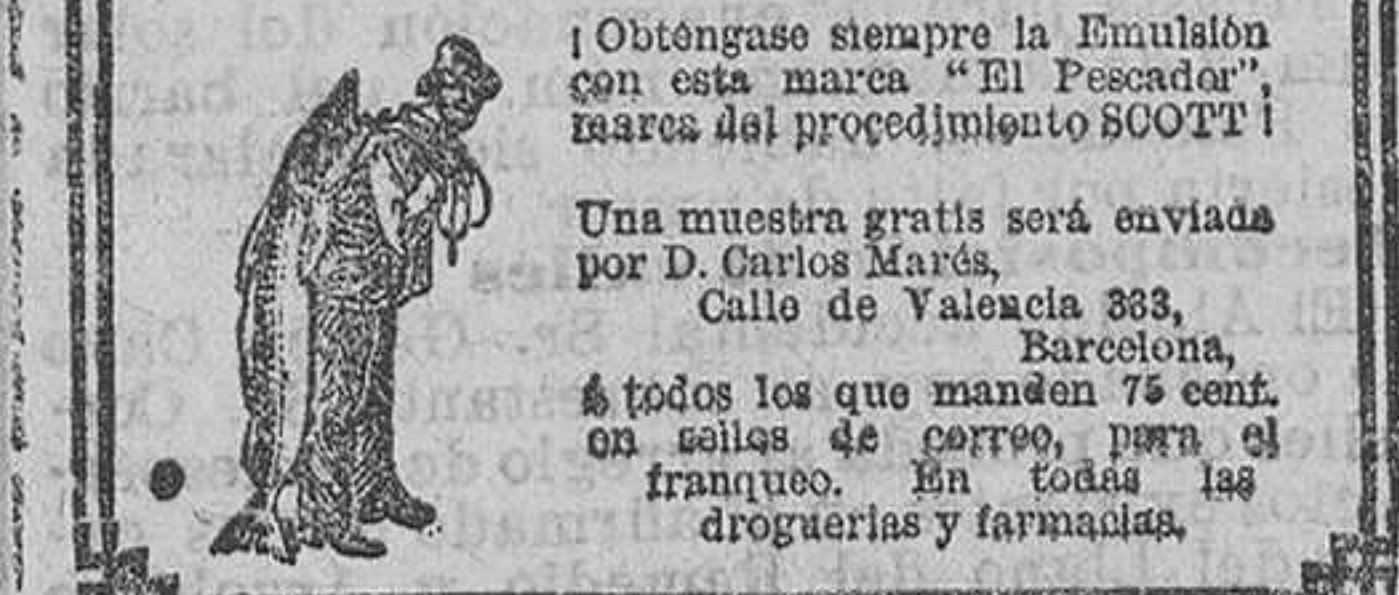 ¡Obténgase siempre la Emulsión
con esta marca "El Pescador",
marca del procedimiento SCOTT!
Una muestra gratis será enviada
por D. Carlos Marés,
Calle de Valencia 333,
Barcelona,
á todos los que manden 75 cent.
en sellos de correo, para el
franqueo. En todas las
droguerias y farmacias.